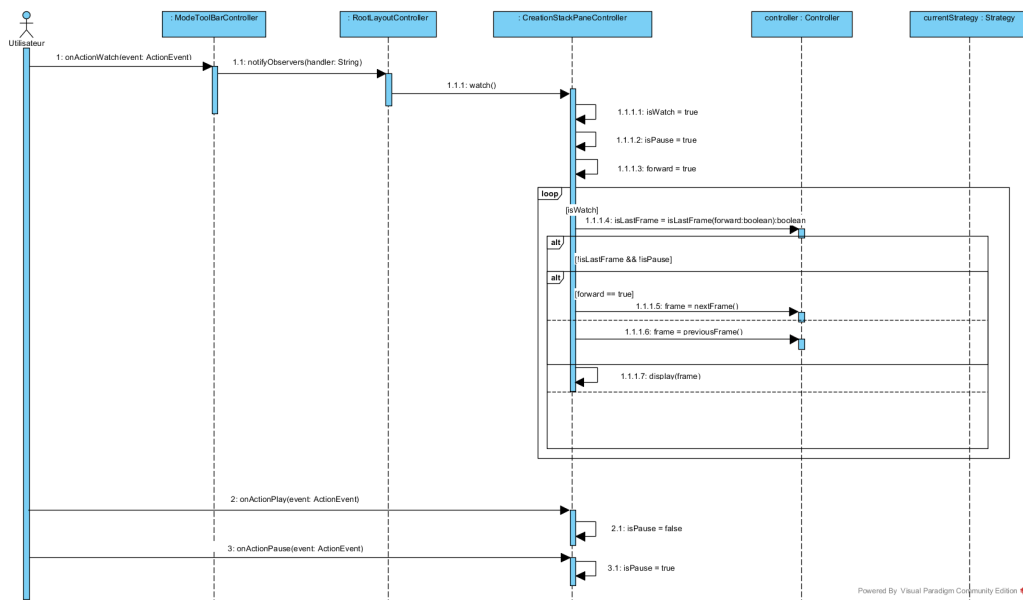 : ModeToolBarController
: RootLayoutController
: CreationStackPaneController
controller : Controller
currentStrategy : Strategy
Utilisateur
1: onActionWatch(event: ActionEvent)
1.1: notifyObservers(handler: String)
1.1.1: watch()
1.1.1.1: isWatch = true
1.1.1.2: isPause = true
1.1.1.3: forward = true
loop
[isWatch]
1.1.1.4: isLastFrame = isLastFrame(forward:boolean):boolean
alt
[!isLastFrame && !isPause]
alt
[forward == true]
1.1.1.5: frame = nextFrame()
1.1.1.6: frame = previousFrame()
1.1.1.7: display(frame)
2: onActionPlay(event: ActionEvent)
2.1: isPause = false
3: onActionPause(event: ActionEvent)
3.1: isPause = true
Powered By Visual Paradigm Community Edition